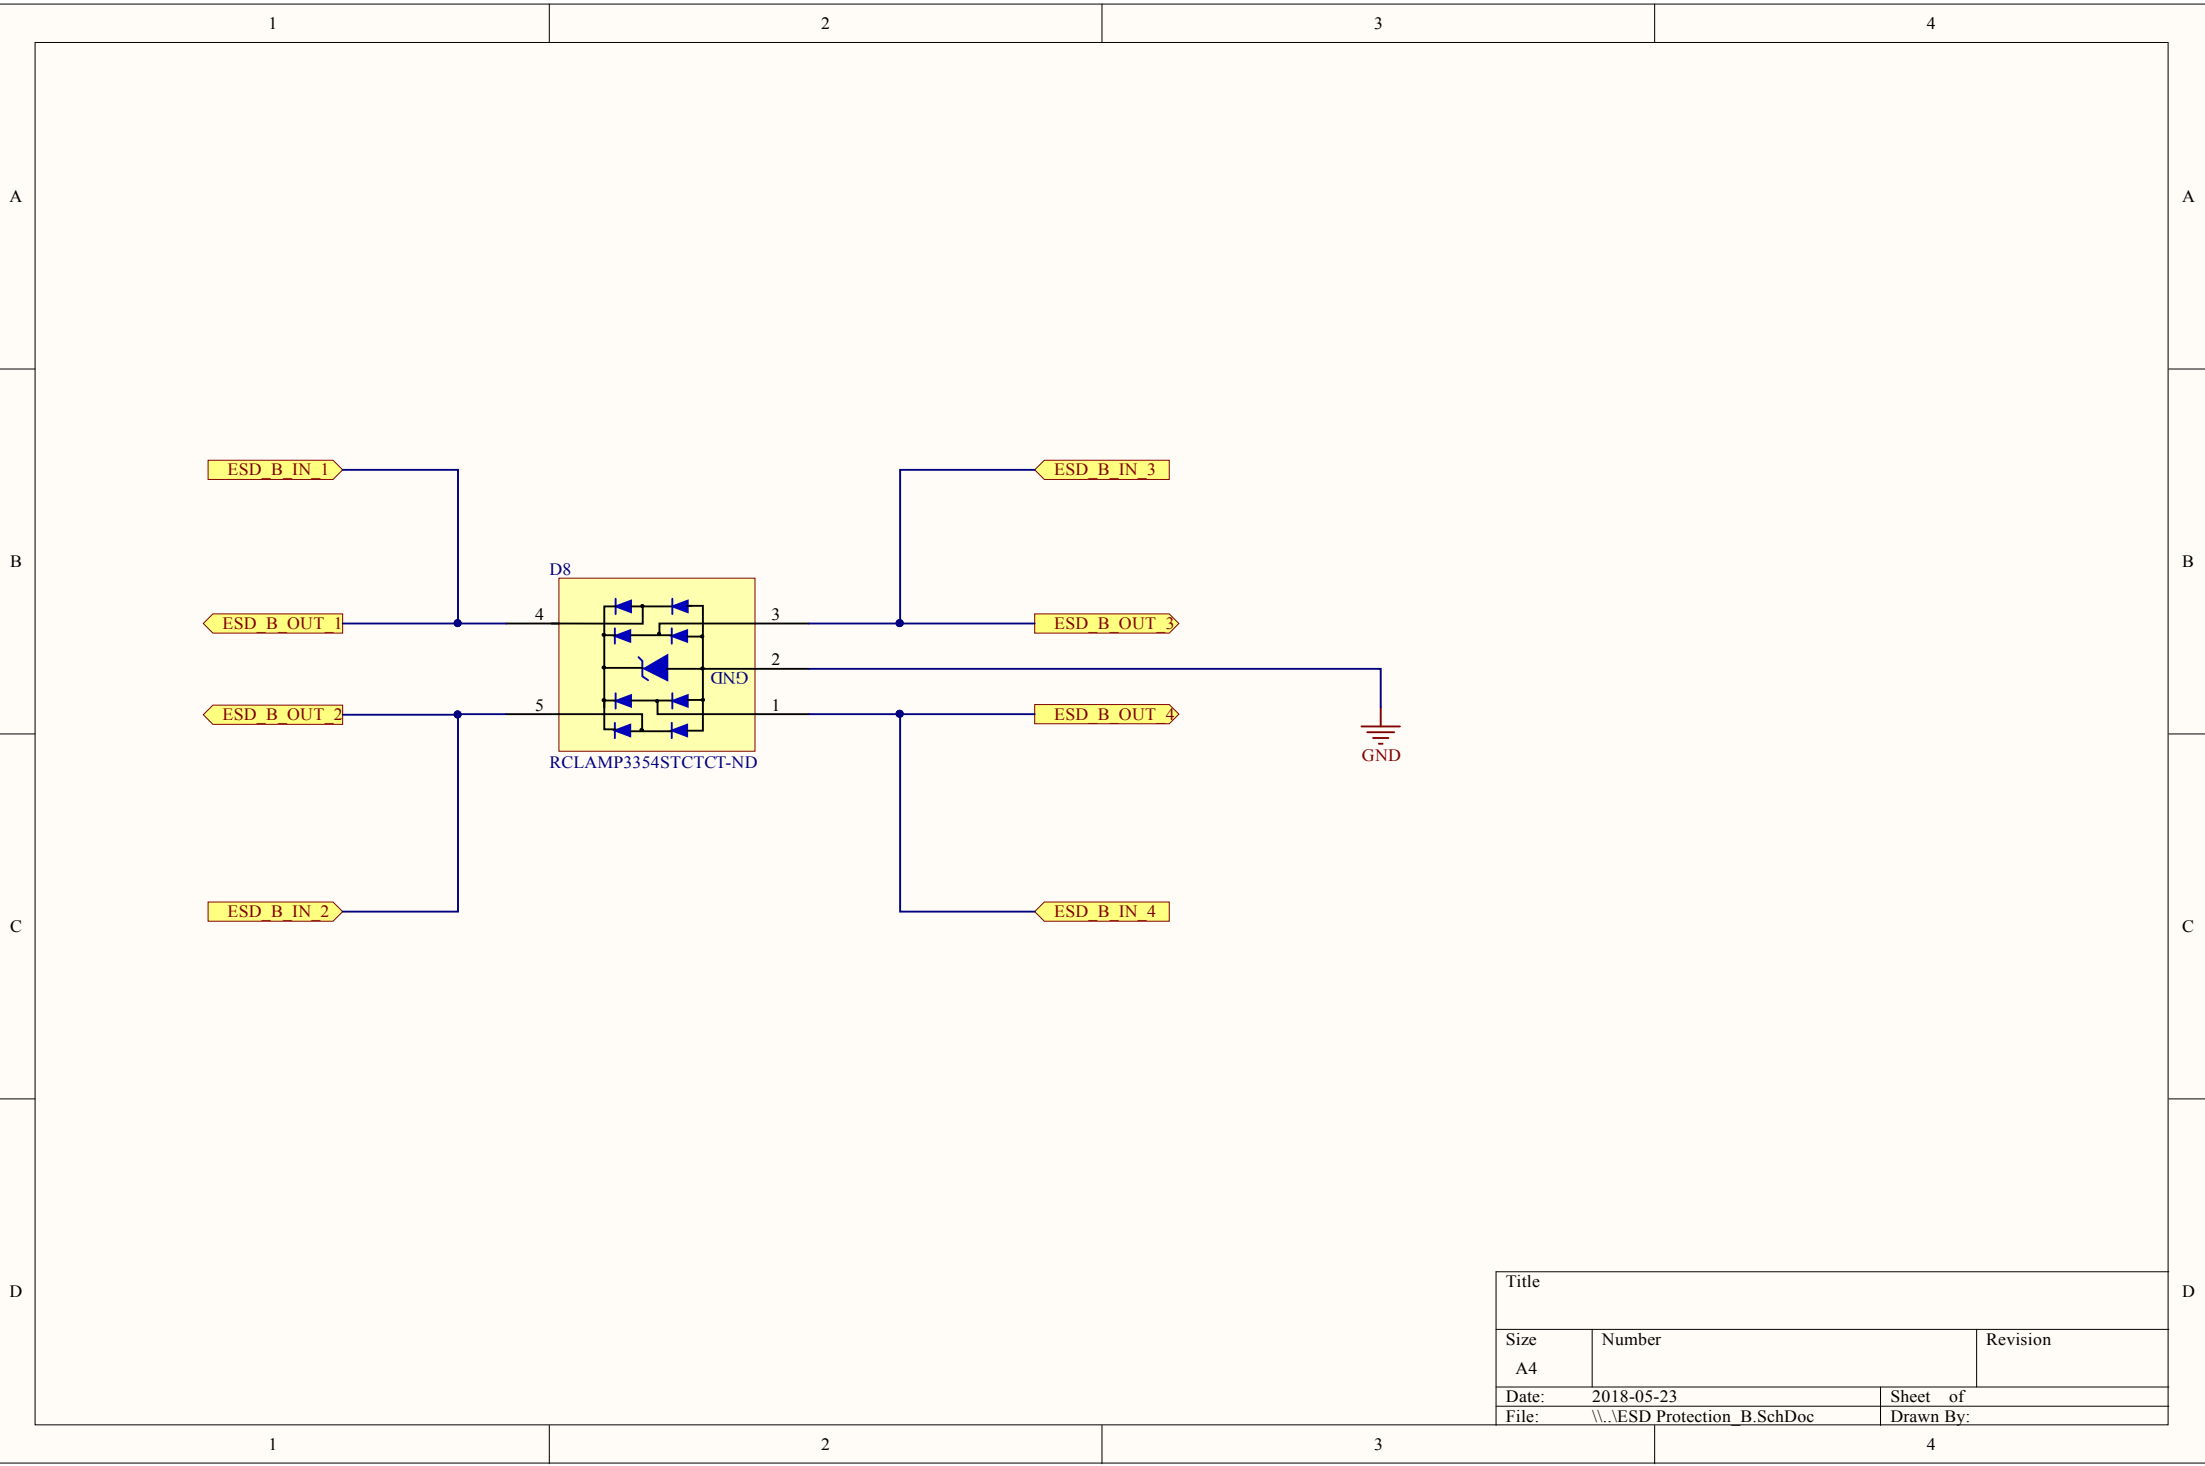 1 2 3 4
A A
ESD_B_IN_1 ESD_B_IN_3
B B
D8
ESD_B_OUT_1 4 3 ESD_B_OUT_3
2
GND
ESD_B_OUT_2 5 1 ESD_B_OUT_4
GND
RCLAMP3354STCTCT-ND
ESD_B_IN_2 ESD_B_IN_4
C C
Title
D D
Size Number Revision
A4
Date: 2018-05-23 Sheet of
File: \\..\ESD Protection_B.SchDoc Drawn By:
1 2 3 4